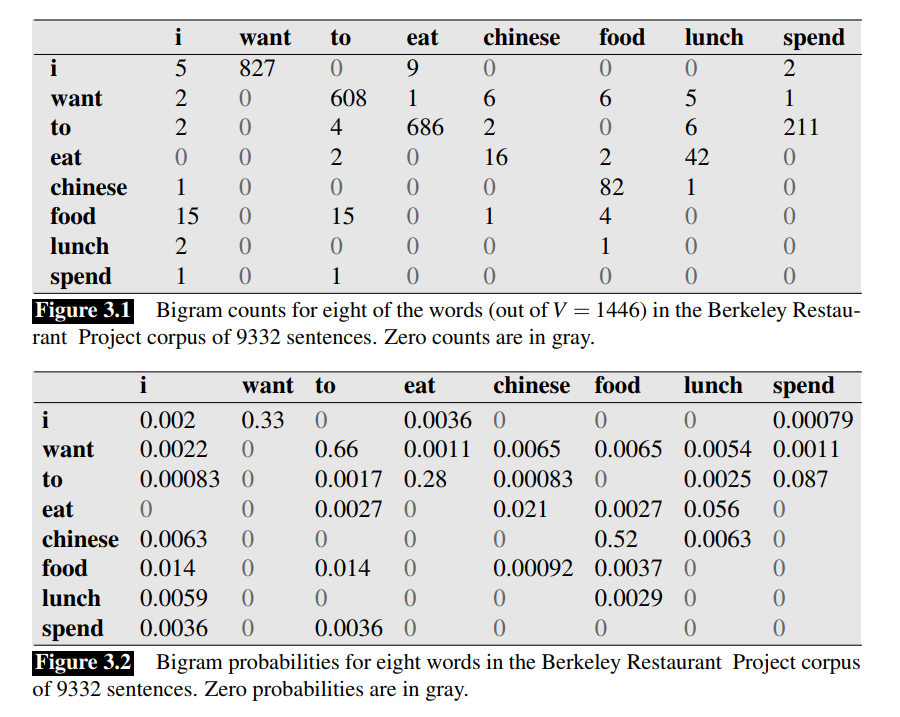 i want to eat chinese food lunch spend
i 5 827 0 9 0 0 0 2
want 2 0 608 1 6 6 5 1
to 2 0 4 686 2 0 6 211
eat 0 0 2 0 16 2 42 0
chinese 1 0 0 0 0 82 1 0
food 15 0 15 0 1 4 0 0
lunch 2 0 0 0 0 1 0 0
spend 1 0 1 0 0 0 0 0
Figure 3.1 Bigram counts for eight of the words (out of V = 1446) in the Berkeley Restau-
rant Project corpus of 9332 sentences. Zero counts are in gray.
i want to eat chinese food lunch spend
i 0.002 0.33 0 0.0036 0 0 0 0.00079
want 0.0022 0 0.66 0.0011 0.0065 0.0065 0.0054 0.0011
to 0.00083 0 0.0017 0.28 0.00083 0 0.0025 0.087
eat 0 0 0.0027 0 0.021 0.0027 0.056 0
chinese 0.0063 0 0 0 0 0.52 0.0063 0
food 0.014 0 0.014 0 0.00092 0.0037 0 0
lunch 0.0059 0 0 0 0 0.0029 0 0
spend 0.0036 0 0.0036 0 0 0 0 0
Figure 3.2 Bigram probabilities for eight words in the Berkeley Restaurant Project corpus
of 9332 sentences. Zero probabilities are in gray.